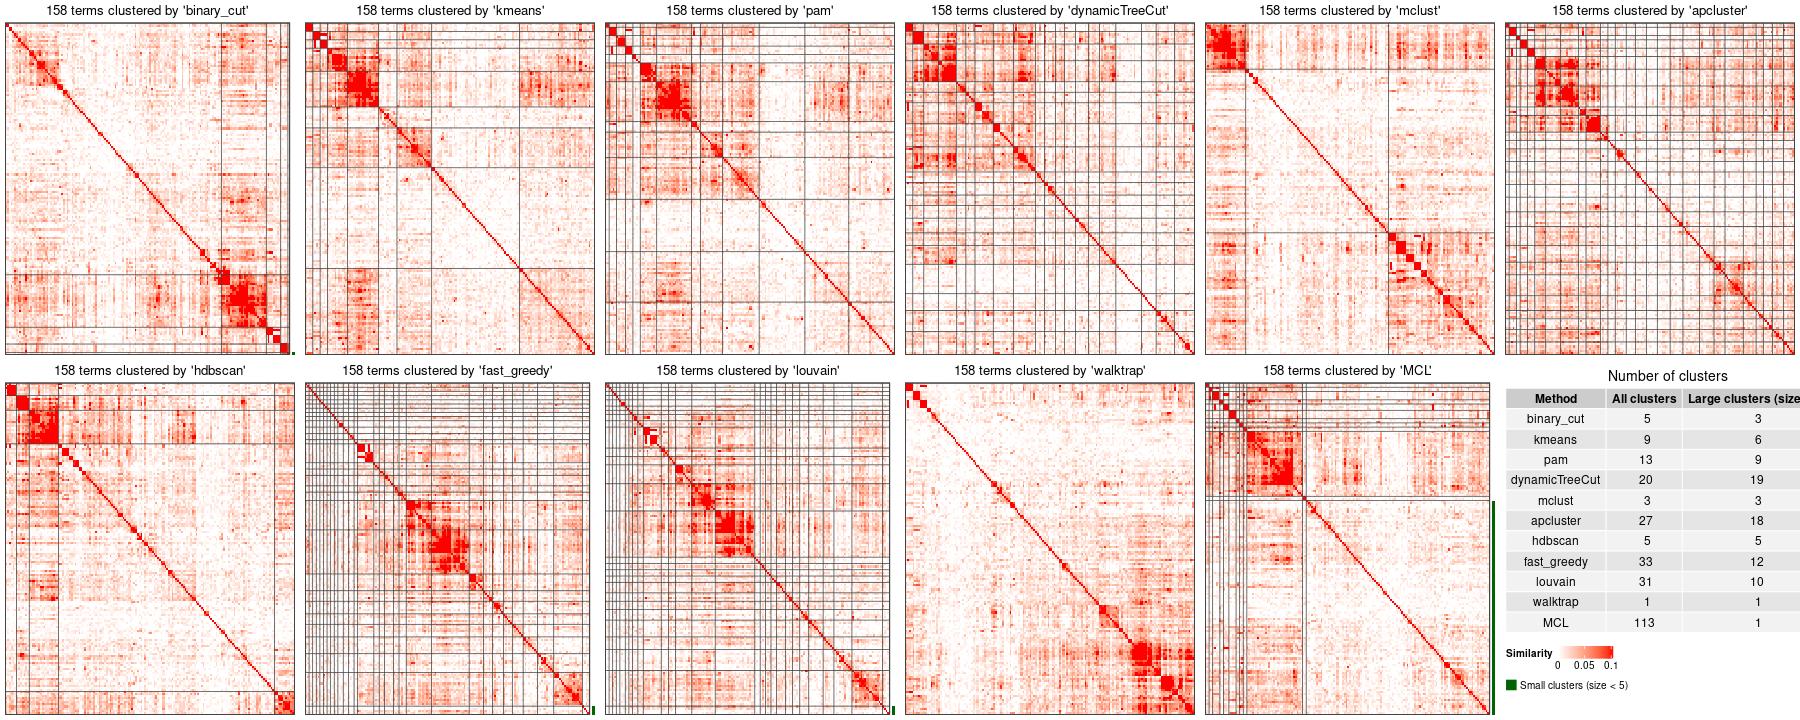 158 terms clustered by 'binary_cut'
158 terms clustered by 'kmeans'
158 terms clustered by 'pam'
158 terms clustered by 'dynamicTreeCut'
158 terms clustered by 'mclust'
158 terms clustered by 'apcluster'
158 terms clustered by 'hdbscan'
158 terms clustered by 'fast_greedy'
158 terms clustered by 'louvain'
158 terms clustered by 'walktrap'
158 terms clustered by 'MCL'
Number of clusters
Method All clusters Large clusters (size
binary_cut 5 3
kmeans 9 6
pam 13 9
dynamicTreeCut 20 19
mclust 3 3
apcluster 27 18
hdbscan 5 5
fast_greedy 33 12
louvain 31 10
walktrap 1 1
MCL 113 1
Similarity
0 0.05 0.1
Small clusters (size < 5)